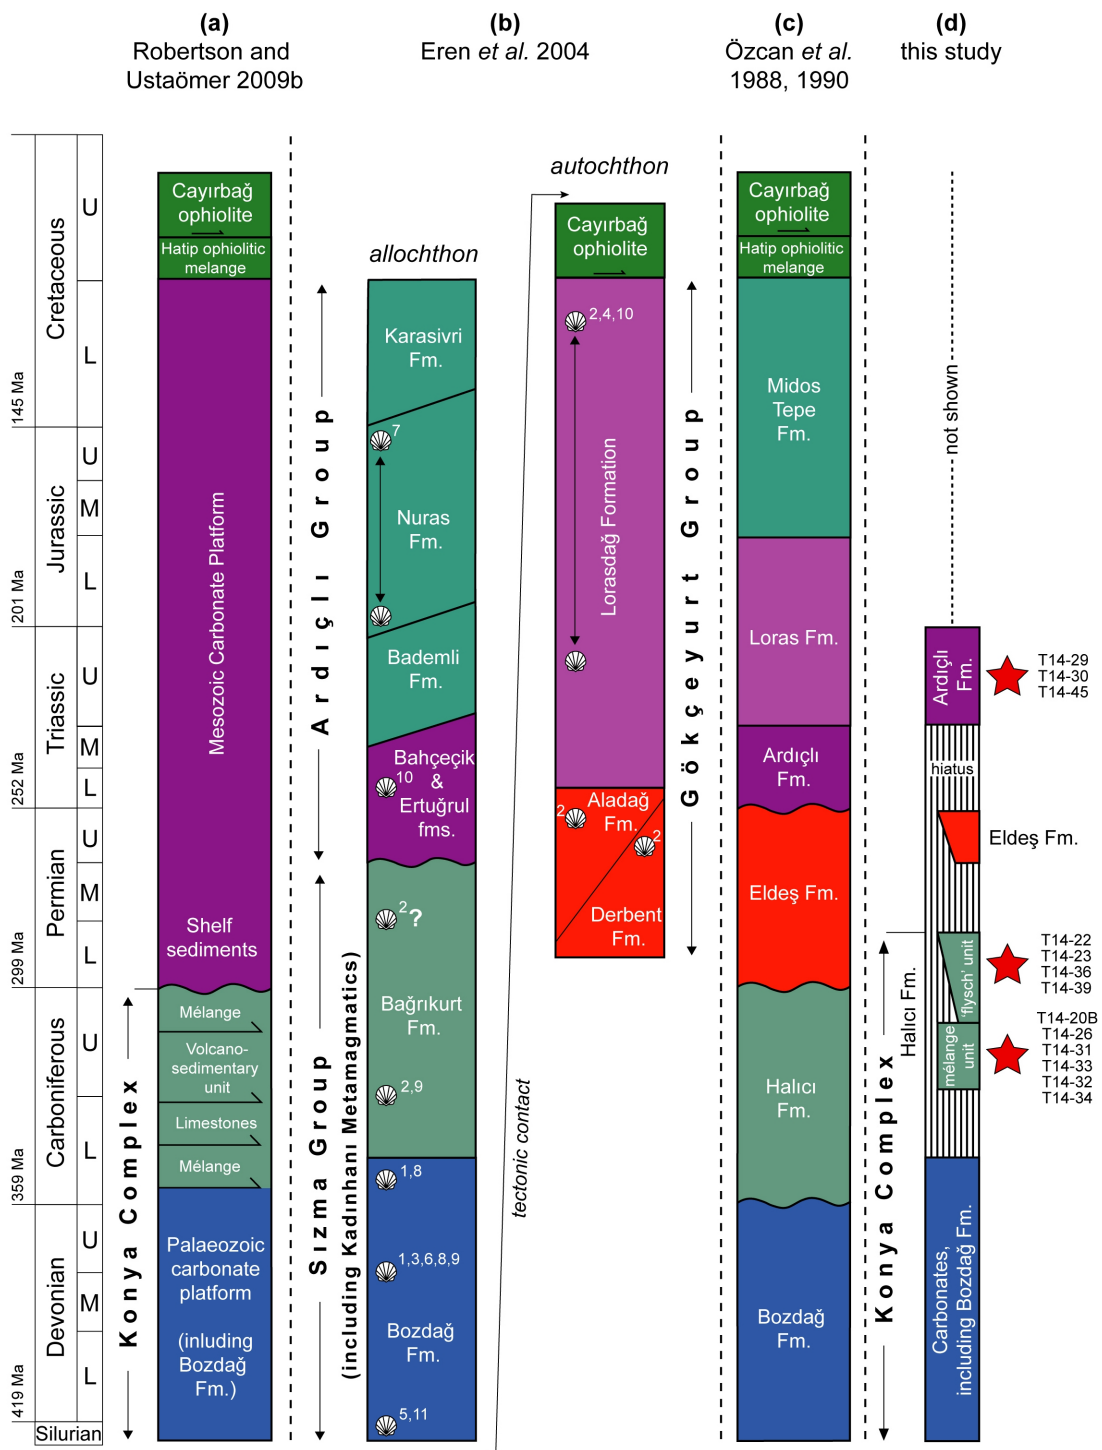 (a)
Robertson and
Ustaömer 2009b
(b)
Eren et al. 2004
(c)
Özcan et al.
1988, 1990
(d)
this study
Cretaceous
U
L
145 Ma
Jurassic
U
M
L
201 Ma
Triassic
U
M
L
252 Ma
Permian
U
M
L
299 Ma
Carboniferous
U
L
359 Ma
Devonian
U
M
L
419 Ma
Silurian
Cayırbağ
ophiolite
Hatip ophiolitic
melange
Mesozoic Carbonate Platform
Shelf
sediments
Mélange
Volcano-
sedimentary
unit
Limestones
Mélange
Palaeozoic
carbonate
platform
(inluding
Bozdağ
Fm.)
Konya Complex
allochthon
Ardıçlı Group
Sızma Group
(including Kadınhanı Metamagmatics)
Karasivri
Fm.
7
Nuras
Fm.
Bademli
Fm.
Bahçeçik
&
Ertuğrul
fms.
10
2?
Bağrıkurt
Fm.
2,9
1,8
1,3,6,8,9
Bozdağ
Fm.
5,11
tectonic contact
autochthon
Cayırbağ
ophiolite
2,4,10
Lorasdağ Formation
Aladağ
Fm.
2
2
Derbent
Fm.
Gökçeyurt Group
Cayırbağ
ophiolite
Hatip ophiolitic
melange
Midos
Tepe
Fm.
Loras Fm.
Ardıçlı
Fm.
Eldeş Fm.
Halıcı
Fm.
Bozdağ
Fm.
not shown
Ardıçlı
Fm.
T14-29
T14-30
T14-45
hiatus
Eldeş Fm.
Halıcı Fm.
Konya Complex
'flysch' unit
T14-22
T14-23
T14-36
T14-39
mélange
unit
T14-20B
T14-26
T14-31
T14-33
T14-32
T14-34
Carbonates,
including Bozdağ Fm.